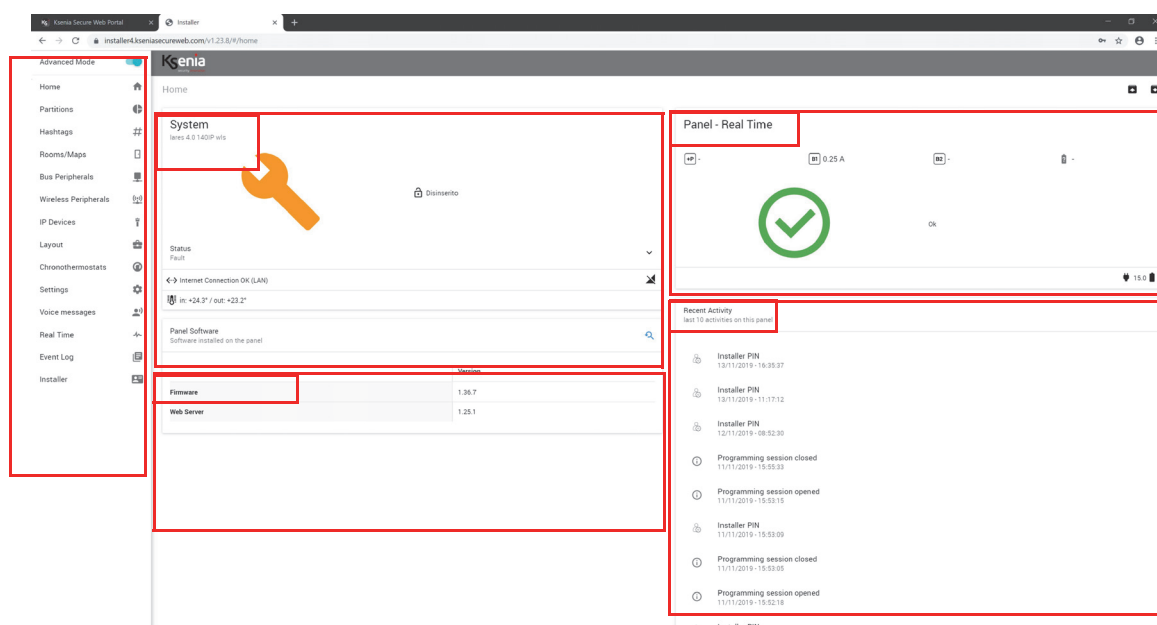 Ksenia Secure Web Portal
Installer
installer4.kseniasecureweb.com/v1.23.8/#/home
Advanced Mode
Home
Partitions
Hashtags
Rooms/Maps
Bus Peripherals
Wireless Peripherals
IP Devices
Layout
Chronothermostats
Settings
Voice messages
Real Time
Event Log
Installer
Ksenia
Home
System
lares 4.0 140IP wls
Disinserito
Status
Fault
Internet Connection OK (LAN)
in: +24.3° / out: +23.2°
Panel Software
Software installed on the panel
Version
Firmware 1.36.7
Web Server 1.25.1
Panel - Real Time
+P -
B1 0.25 A
B2 -
-
Ok
15.0
Recent Activity
last 10 activities on this panel
Installer PIN
13/11/2019 - 16:35:37
Installer PIN
13/11/2019 - 11:17:12
Installer PIN
12/11/2019 - 08:52:30
Programming session closed
11/11/2019 - 15:55:33
Programming session opened
11/11/2019 - 15:53:15
Installer PIN
11/11/2019 - 15:53:09
Programming session closed
11/11/2019 - 15:53:05
Programming session opened
11/11/2019 - 15:52:18